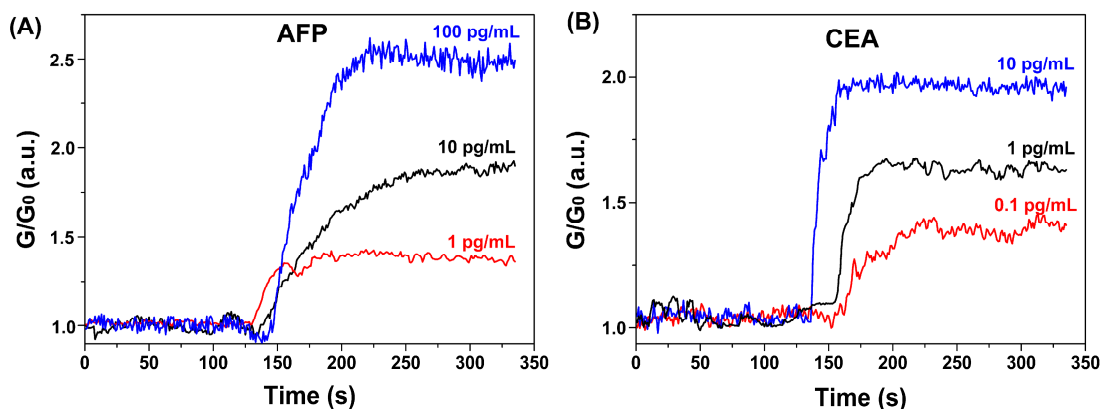 (A)
AFP
100 pg/mL
10 pg/mL
1 pg/mL
G/G0 (a.u.)
2.5
2.0
1.5
1.0
0 50 100 150 200 250 300 350
Time (s)
(B)
CEA
10 pg/mL
1 pg/mL
0.1 pg/mL
G/G0 (a.u.)
2.0
1.5
1.0
0 50 100 150 200 250 300 350
Time (s)